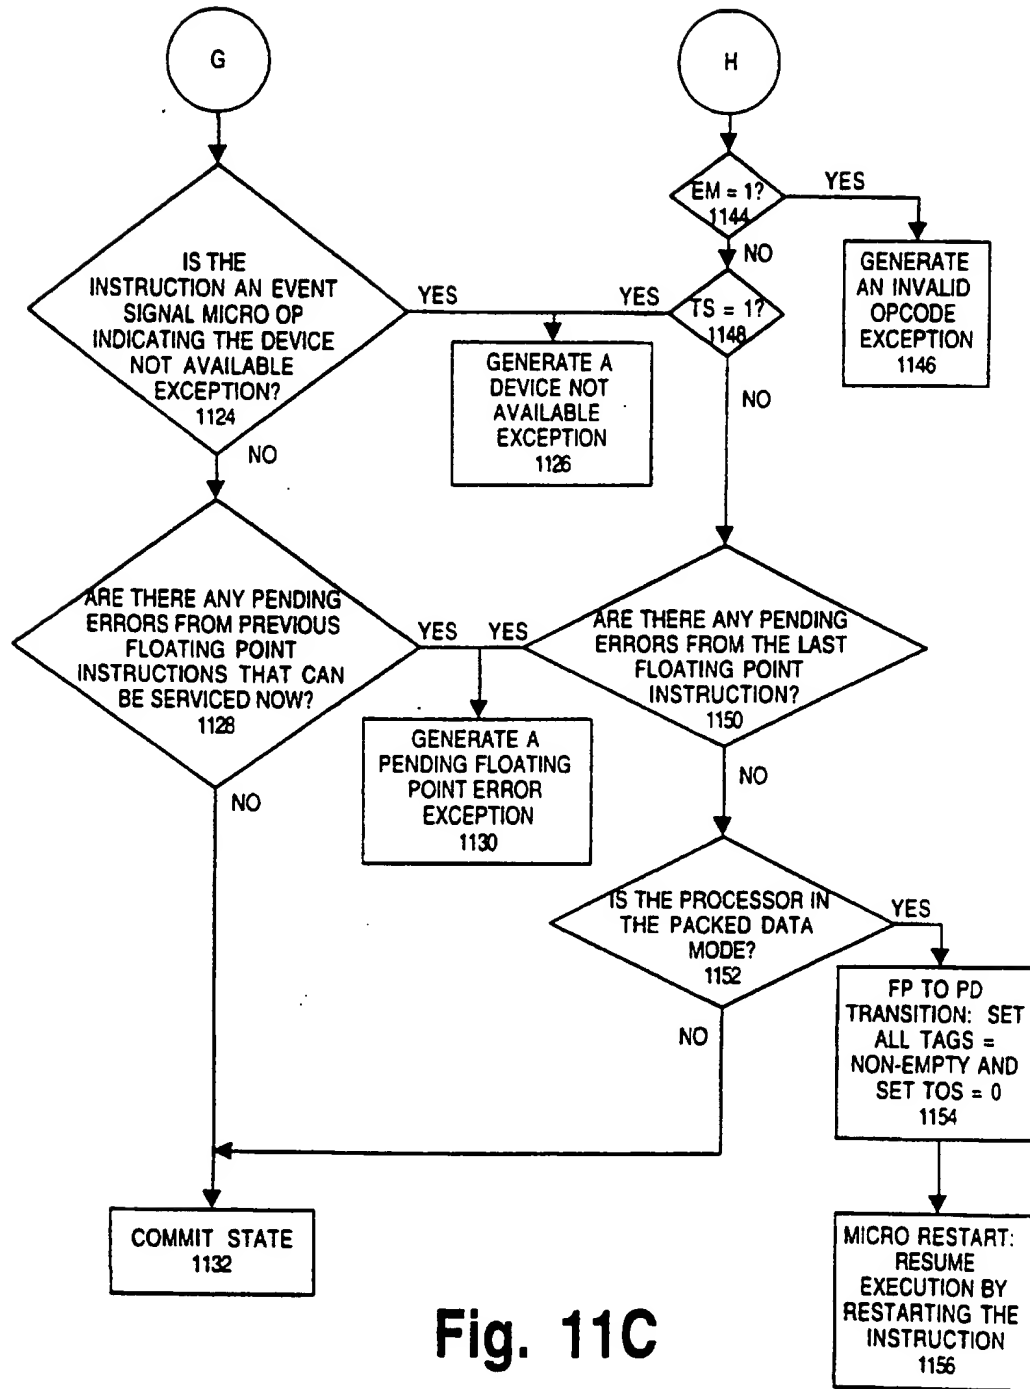 G
H
EM = 1?
1144
YES
NO
GENERATE
AN INVALID
OPCODE
EXCEPTION
1146
IS THE
INSTRUCTION AN EVENT
SIGNAL MICRO OP
INDICATING THE DEVICE
NOT AVAILABLE
EXCEPTION?
1124
YES
YES
TS = 1?
1148
NO
NO
GENERATE A
DEVICE NOT
AVAILABLE
EXCEPTION
1126
ARE THERE ANY PENDING
ERRORS FROM PREVIOUS
FLOATING POINT
INSTRUCTIONS THAT CAN
BE SERVICED NOW?
1128
YES
YES
ARE THERE ANY PENDING
ERRORS FROM THE LAST
FLOATING POINT
INSTRUCTION?
1150
NO
NO
GENERATE A
PENDING FLOATING
POINT ERROR
EXCEPTION
1130
IS THE PROCESSOR IN
THE PACKED DATA
MODE?
1152
YES
NO
FP TO PD
TRANSITION: SET
ALL TAGS =
NON-EMPTY AND
SET TOS = 0
1154
COMMIT STATE
1132
MICRO RESTART:
RESUME
EXECUTION BY
RESTARTING THE
INSTRUCTION
1156
Fig. 11C